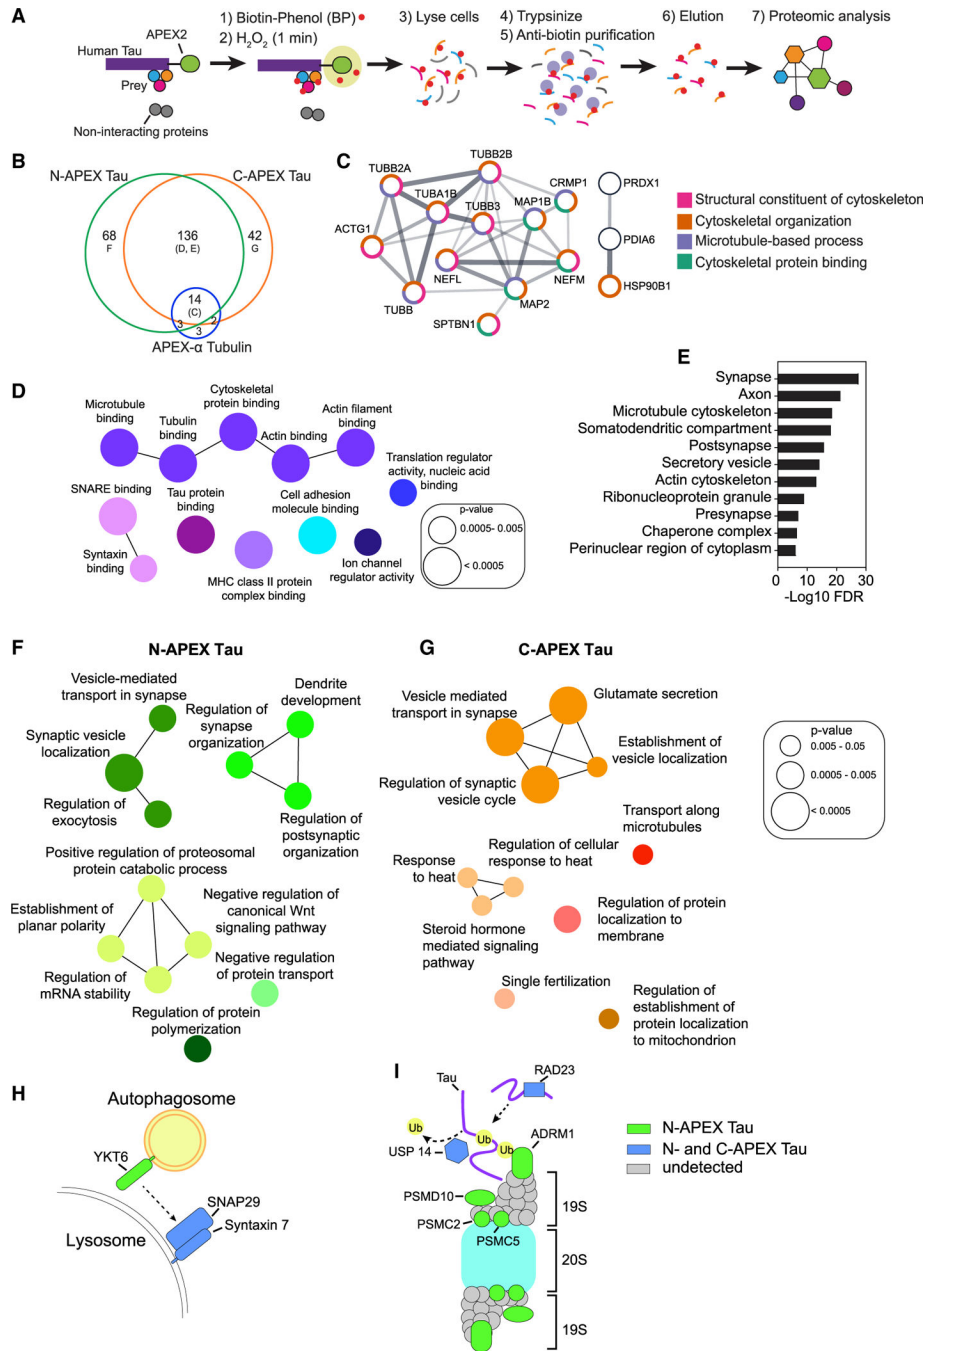 A
APEX2
Human Tau
Prey
Non-interacting proteins
1) Biotin-Phenol (BP)
2) H2O2 (1 min)
3) Lyse cells
4) Trypsinize
5) Anti-biotin purification
6) Elution
7) Proteomic analysis
B
N-APEX Tau
C-APEX Tau
68
F
136
(D, E)
42
G
14
(C)
3
2
3
APEX-α Tubulin
C
TUBB2B
TUBB2A
CRMP1
TUBA1B
MAP1B
TUBB3
ACTG1
NEFL
NEFM
TUBB
MAP2
SPTBN1
PRDX1
PDIA6
HSP90B1
Structural constituent of cytoskeleton
Cytoskeletal organization
Microtubule-based process
Cytoskeletal protein binding
D
Microtubule
binding
Tubulin
binding
Cytoskeletal
protein binding
Actin binding
Actin filament
binding
Translation regulator
activity, nucleic acid
binding
SNARE binding
Syntaxin
binding
Tau protein
binding
MHC class II protein
complex binding
Cell adhesion
molecule binding
Ion channel
regulator activity
p-value
0.0005- 0.005
< 0.0005
E
Synapse
Axon
Microtubule cytoskeleton
Somatodendritic compartment
Postsynapse
Secretory vesicle
Actin cytoskeleton
Ribonucleoprotein granule
Presynapse
Chaperone complex
Perinuclear region of cytoplasm
0 10 20 30
-Log10 FDR
F
N-APEX Tau
Vesicle-mediated
transport in synapse
Synaptic vesicle
localization
Regulation of
exocytosis
Dendrite
development
Regulation of
synapse
organization
Regulation of
postsynaptic
organization
Positive regulation of proteosomal
protein catabolic process
Establishment of
planar polarity
Negative regulation of
canonical Wnt
signaling pathway
Regulation of
mRNA stability
Negative regulation
of protein transport
Regulation of protein
polymerization
G
C-APEX Tau
Vesicle mediated
transport in synapse
Glutamate secretion
Establishment of
vesicle localization
Regulation of synaptic
vesicle cycle
Transport along
microtubules
Regulation of cellular
response to heat
Response
to heat
Steroid hormone
mediated signaling
pathway
Regulation of protein
localization to
membrane
Single fertilization
Regulation of
establishment of
protein localization
to mitochondrion
p-value
0.005 - 0.05
0.0005 - 0.005
< 0.0005
H
Autophagosome
YKT6
SNAP29
Syntaxin 7
Lysosome
I
Tau
RAD23
Ub
Ub
Ub
USP 14
ADRM1
PSMD10
PSMC2
PSMC5
19S
20S
19S
N-APEX Tau
N- and C-APEX Tau
undetected